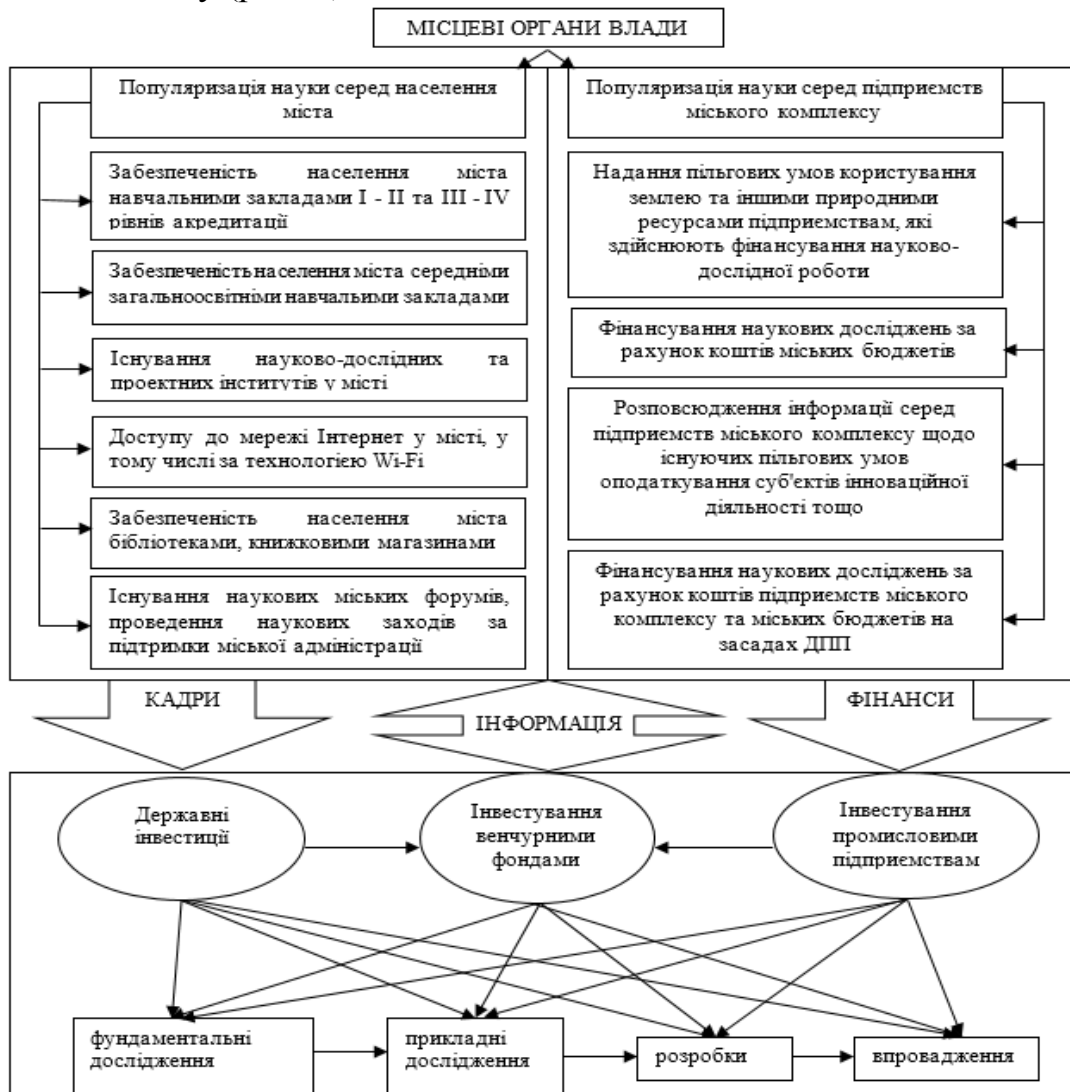 МІСЦЕВІ ОРГАНИ ВЛАДИ
Популяризація науки серед населення
міста
Забезпеченість населення міста
навчальними закладами І - ІІ та ІІІ - IV
рівнів акредитації
Забезпеченість населення міста середніми
загальноосвітніми навчальими закладами
Існування науково-дослідних та
проектних інститутів у місті
Доступу до мережі Інтернет у місті, у
тому числі за технологією Wi-Fi
Забезпеченість населення міста
бібліотеками, книжковими магазинами
Існування наукових міських форумів,
проведення наукових заходів за
підтримки міської адміністрації
Популяризація науки серед підприємств
міського комплексу
Надання пільгових умов користування
землею та іншими природними
ресурсами підприємствам, які
здійснюють фінансування науково-
дослідної роботи
Фінансування наукових досліджень за
рахунок коштів міських бюджетів
Розповсюдження інформації серед
підприємств міського комплексу щодо
існуючих пільгових умов
оподаткування суб'єктів інноваційної
діяльності тощо
Фінансування наукових досліджень за
рахунок коштів підприємств міського
комплексу та міських бюджетів на
засадах ДПП
КАДРИ
ІНФОРМАЦІЯ
ФІНАНСИ
Державні
інвестиції
Інвестування
венчурними
фондами
Інвестування
промисловими
підприємствам
фундаментальні
дослідження
прикладні
дослідження
розробки
впровадження